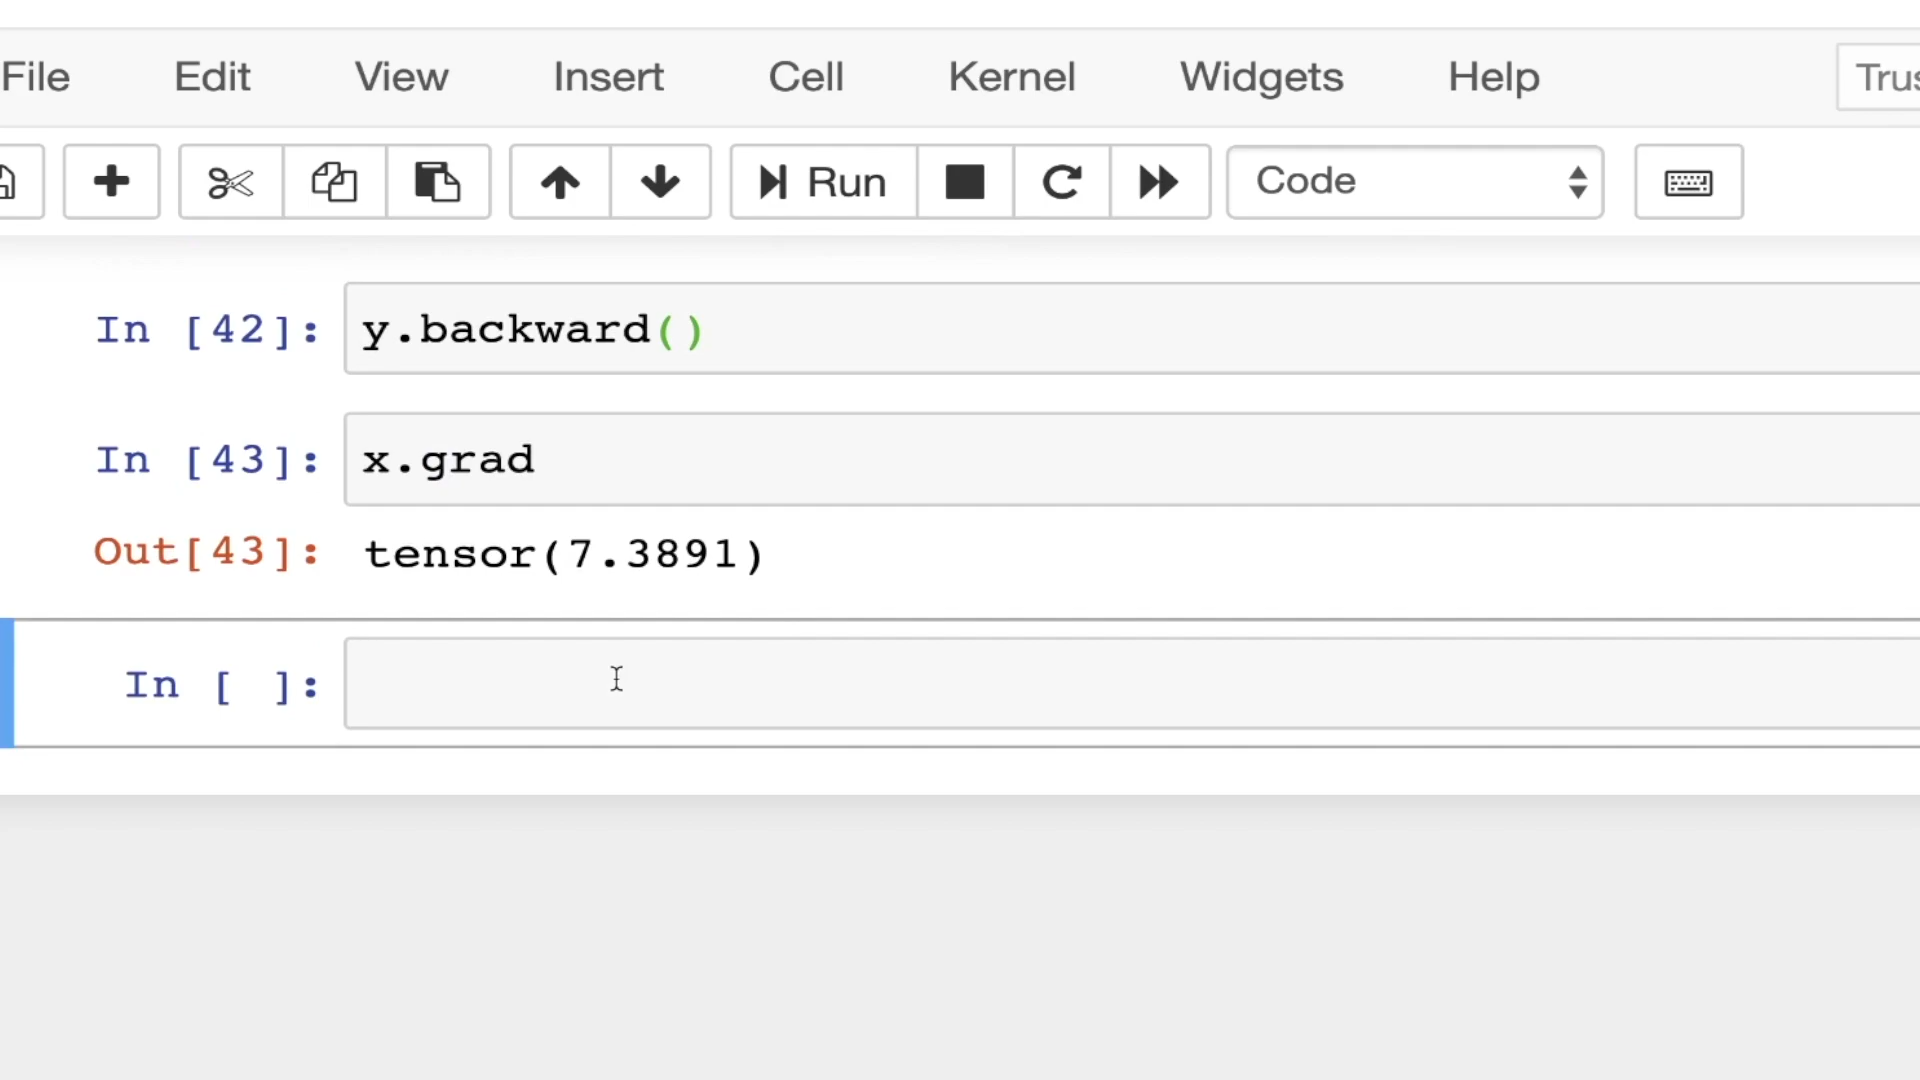 File Edit View Insert Cell Kernel Widgets Help
Run Code
In [42]: y.backward()
In [43]: x.grad
Out[43]: tensor(7.3891)
In [ ]: